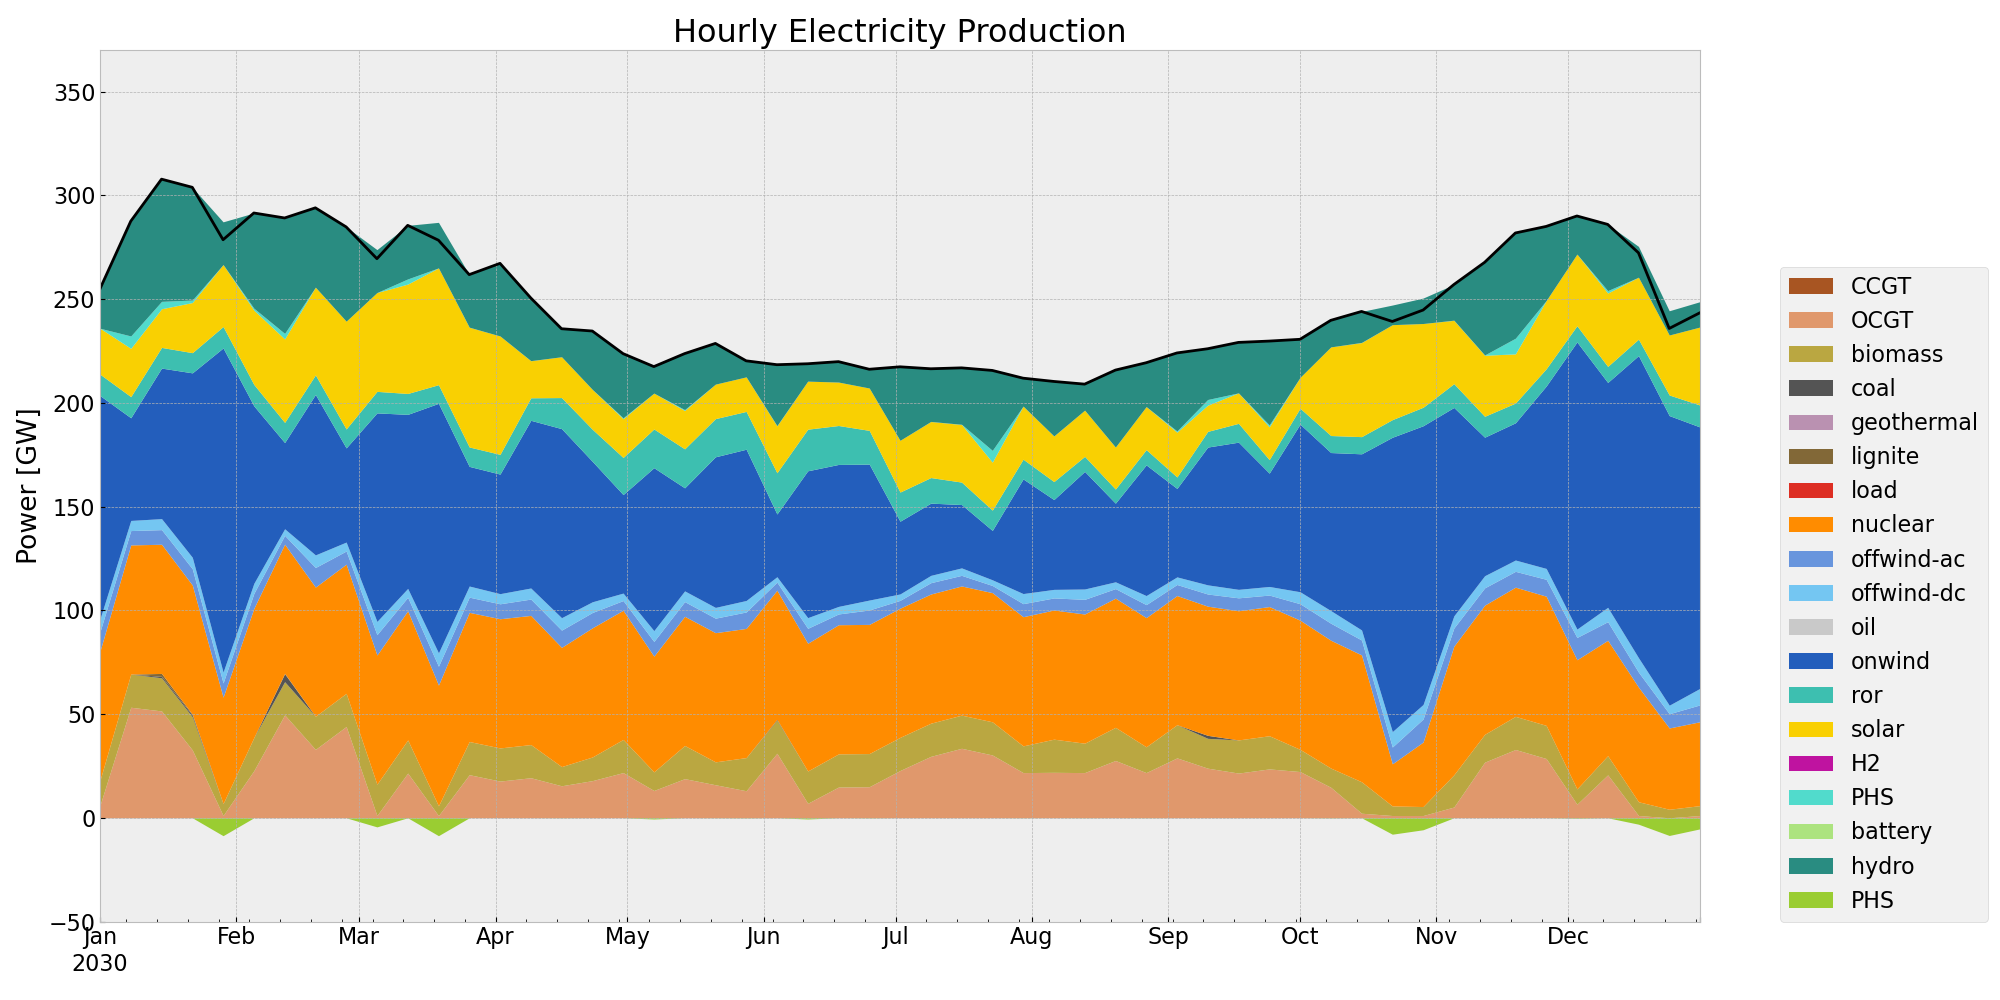 Hourly Electricity Production
Power [GW]
350
300
250
200
150
100
50
0
−50
Jan Feb Mar Apr May Jun Jul Aug Sep Oct Nov Dec
2030
CCGT
OCGT
biomass
coal
geothermal
lignite
load
nuclear
offwind-ac
offwind-dc
oil
onwind
ror
solar
H2
PHS
battery
hydro
PHS